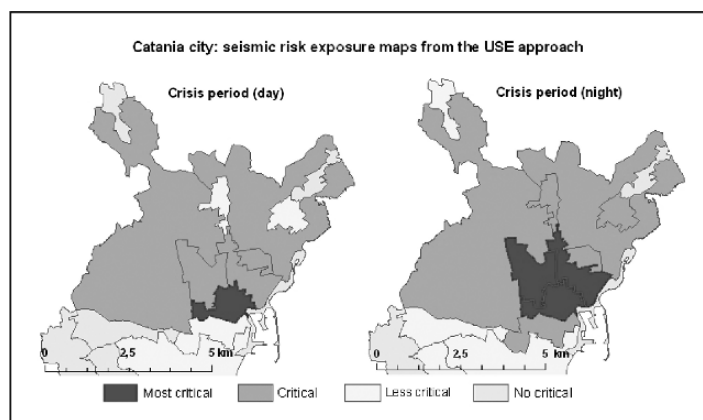 Catania city: seismic risk exposure maps from the USE approach
Crisis period (day)
Crisis period (night)
0 2,5 5 km
0 2,5 5 km
Most critical Critical Less critical No critical